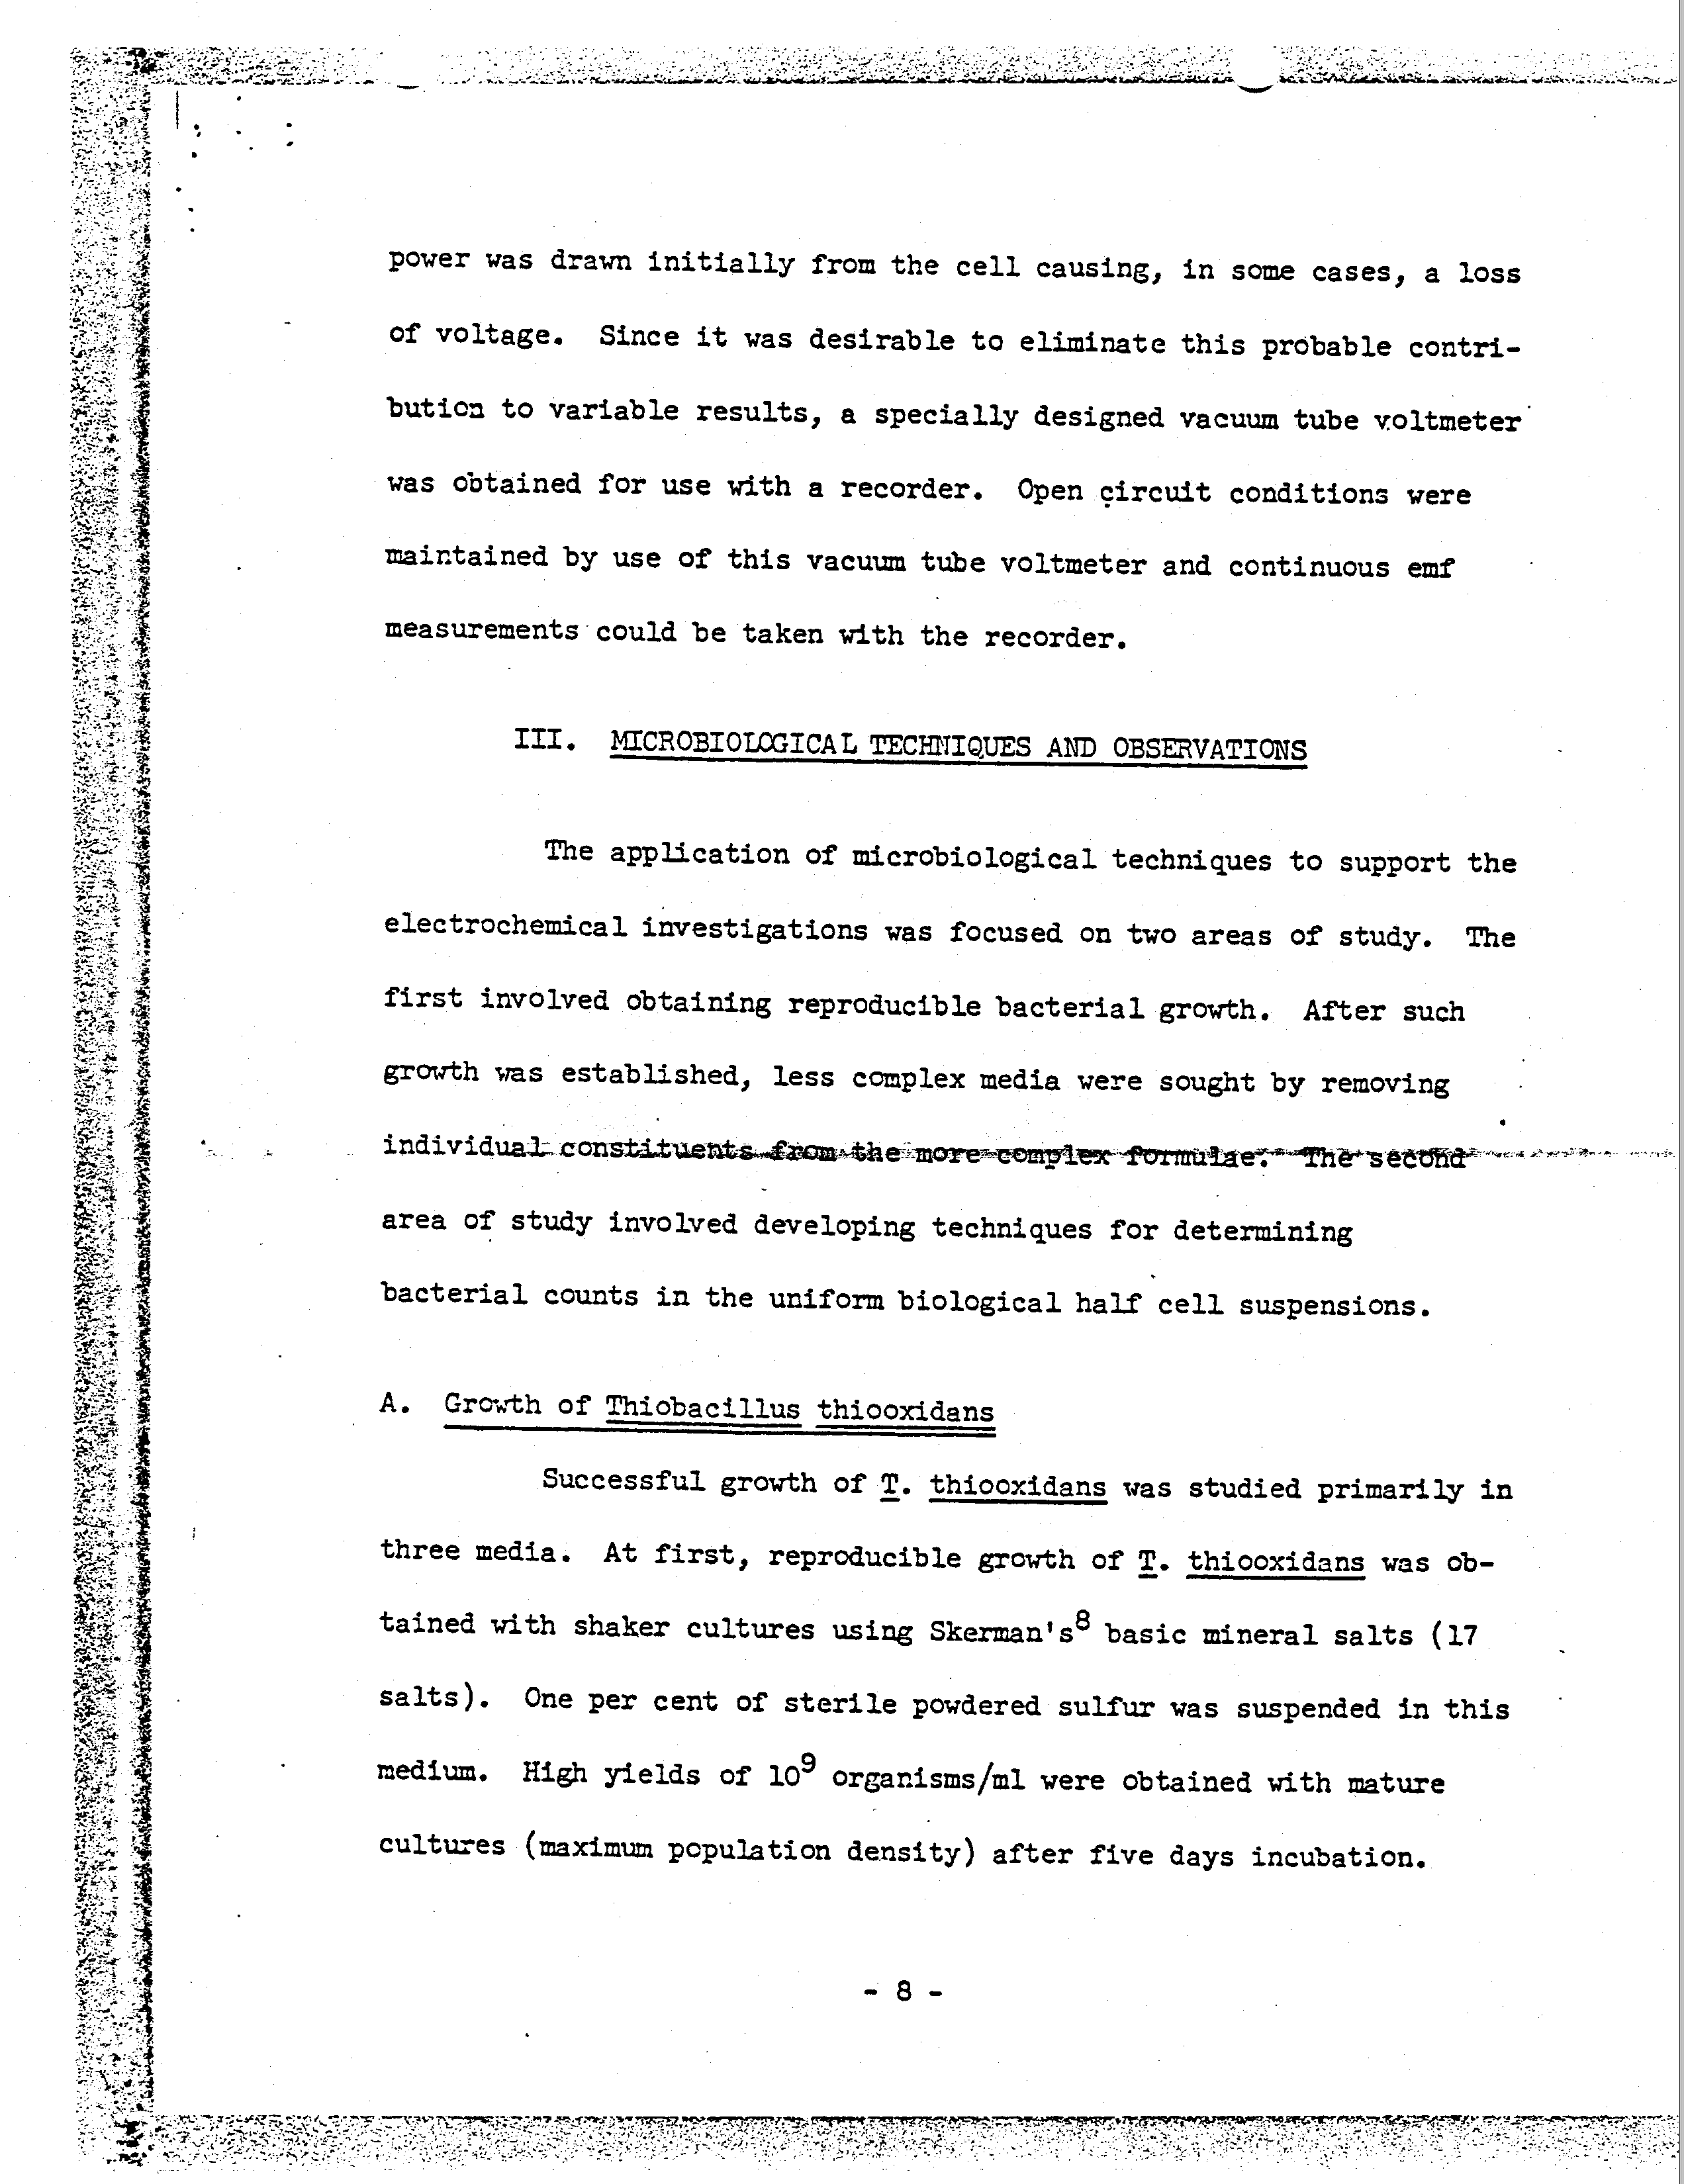 power was drawn initially from the cell causing, in some cases, a loss
of voltage. Since it was desirable to eliminate this probable contri-
bution to variable results, a specially designed vacuum tube voltmeter
was obtained for use with a recorder. Open circuit conditions were
maintained by use of this vacuum tube voltmeter and continuous emf
measurements could be taken with the recorder.
III. MICROBIOLOGICAL TECHNIQUES AND OBSERVATIONS
The application of microbiological techniques to support the
electrochemical investigations was focused on two areas of study. The
first involved obtaining reproducible bacterial growth. After such
growth was established, less complex media were sought by removing
individual constituents from the more complex formulae. The second
area of study involved developing techniques for determining
bacterial counts in the uniform biological half cell suspensions.
A. Growth of Thiobacillus thiooxidans
Successful growth of T. thiooxidans was studied primarily in
three media. At first, reproducible growth of T. thiooxidans was ob-
tained with shaker cultures using Skerman's⁸ basic mineral salts (17
salts). One per cent of sterile powdered sulfur was suspended in this
medium. High yields of 10⁹ organisms/ml were obtained with mature
cultures (maximum population density) after five days incubation.
- 8 -